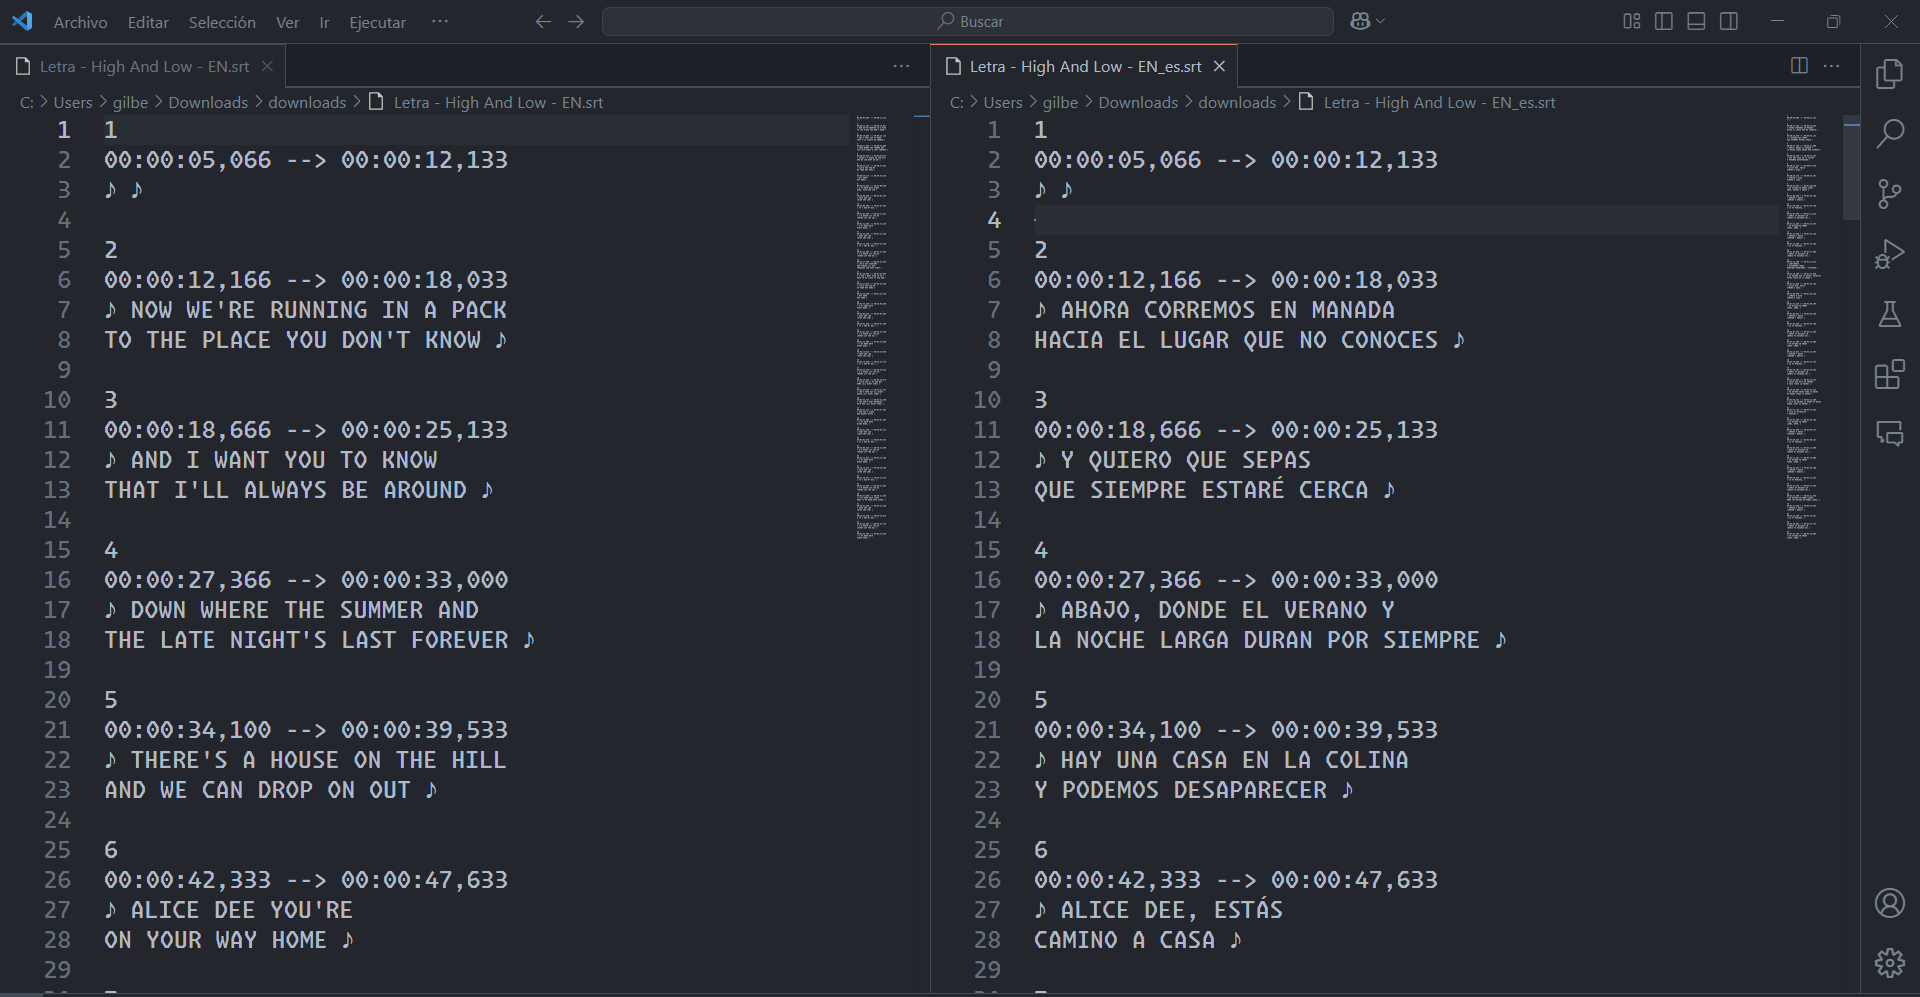 Archivo Editar Selección Ver Ir Ejecutar ··· Buscar
Letra - High And Low - EN.srt
C: > Users > gilbe > Downloads > downloads > Letra - High And Low - EN.srt
1 1
2 00:00:05,066 --> 00:00:12,133
3 ♪ ♪
4
5 2
6 00:00:12,166 --> 00:00:18,033
7 ♪ NOW WE'RE RUNNING IN A PACK
8 TO THE PLACE YOU DON'T KNOW ♪
9
10 3
11 00:00:18,666 --> 00:00:25,133
12 ♪ AND I WANT YOU TO KNOW
13 THAT I'LL ALWAYS BE AROUND ♪
14
15 4
16 00:00:27,366 --> 00:00:33,000
17 ♪ DOWN WHERE THE SUMMER AND
18 THE LATE NIGHT'S LAST FOREVER ♪
19
20 5
21 00:00:34,100 --> 00:00:39,533
22 ♪ THERE'S A HOUSE ON THE HILL
23 AND WE CAN DROP ON OUT ♪
24
25 6
26 00:00:42,333 --> 00:00:47,633
27 ♪ ALICE DEE YOU'RE
28 ON YOUR WAY HOME ♪
29
Letra - High And Low - EN_es.srt
C: > Users > gilbe > Downloads > downloads > Letra - High And Low - EN_es.srt
1 1
2 00:00:05,066 --> 00:00:12,133
3 ♪ ♪
4
5 2
6 00:00:12,166 --> 00:00:18,033
7 ♪ AHORA CORREMOS EN MANADA
8 HACIA EL LUGAR QUE NO CONOCES ♪
9
10 3
11 00:00:18,666 --> 00:00:25,133
12 ♪ Y QUIERO QUE SEPAS
13 QUE SIEMPRE ESTARÉ CERCA ♪
14
15 4
16 00:00:27,366 --> 00:00:33,000
17 ♪ ABAJO, DONDE EL VERANO Y
18 LA NOCHE LARGA DURAN POR SIEMPRE ♪
19
20 5
21 00:00:34,100 --> 00:00:39,533
22 ♪ HAY UNA CASA EN LA COLINA
23 Y PODEMOS DESAPARECER ♪
24
25 6
26 00:00:42,333 --> 00:00:47,633
27 ♪ ALICE DEE, ESTÁS
28 CAMINO A CASA ♪
29